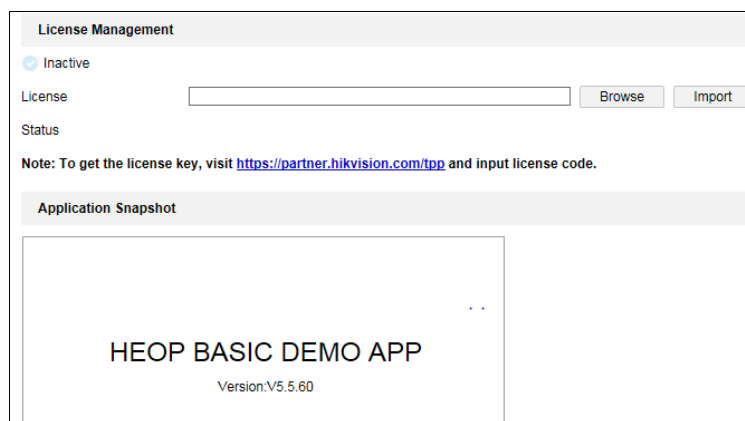 License Management
Inactive
License Browse Import
Status
Note: To get the license key, visit https://partner.hikvision.com/tpp and input license code.
Application Snapshot
HEOP BASIC DEMO APP
Version:V5.5.60